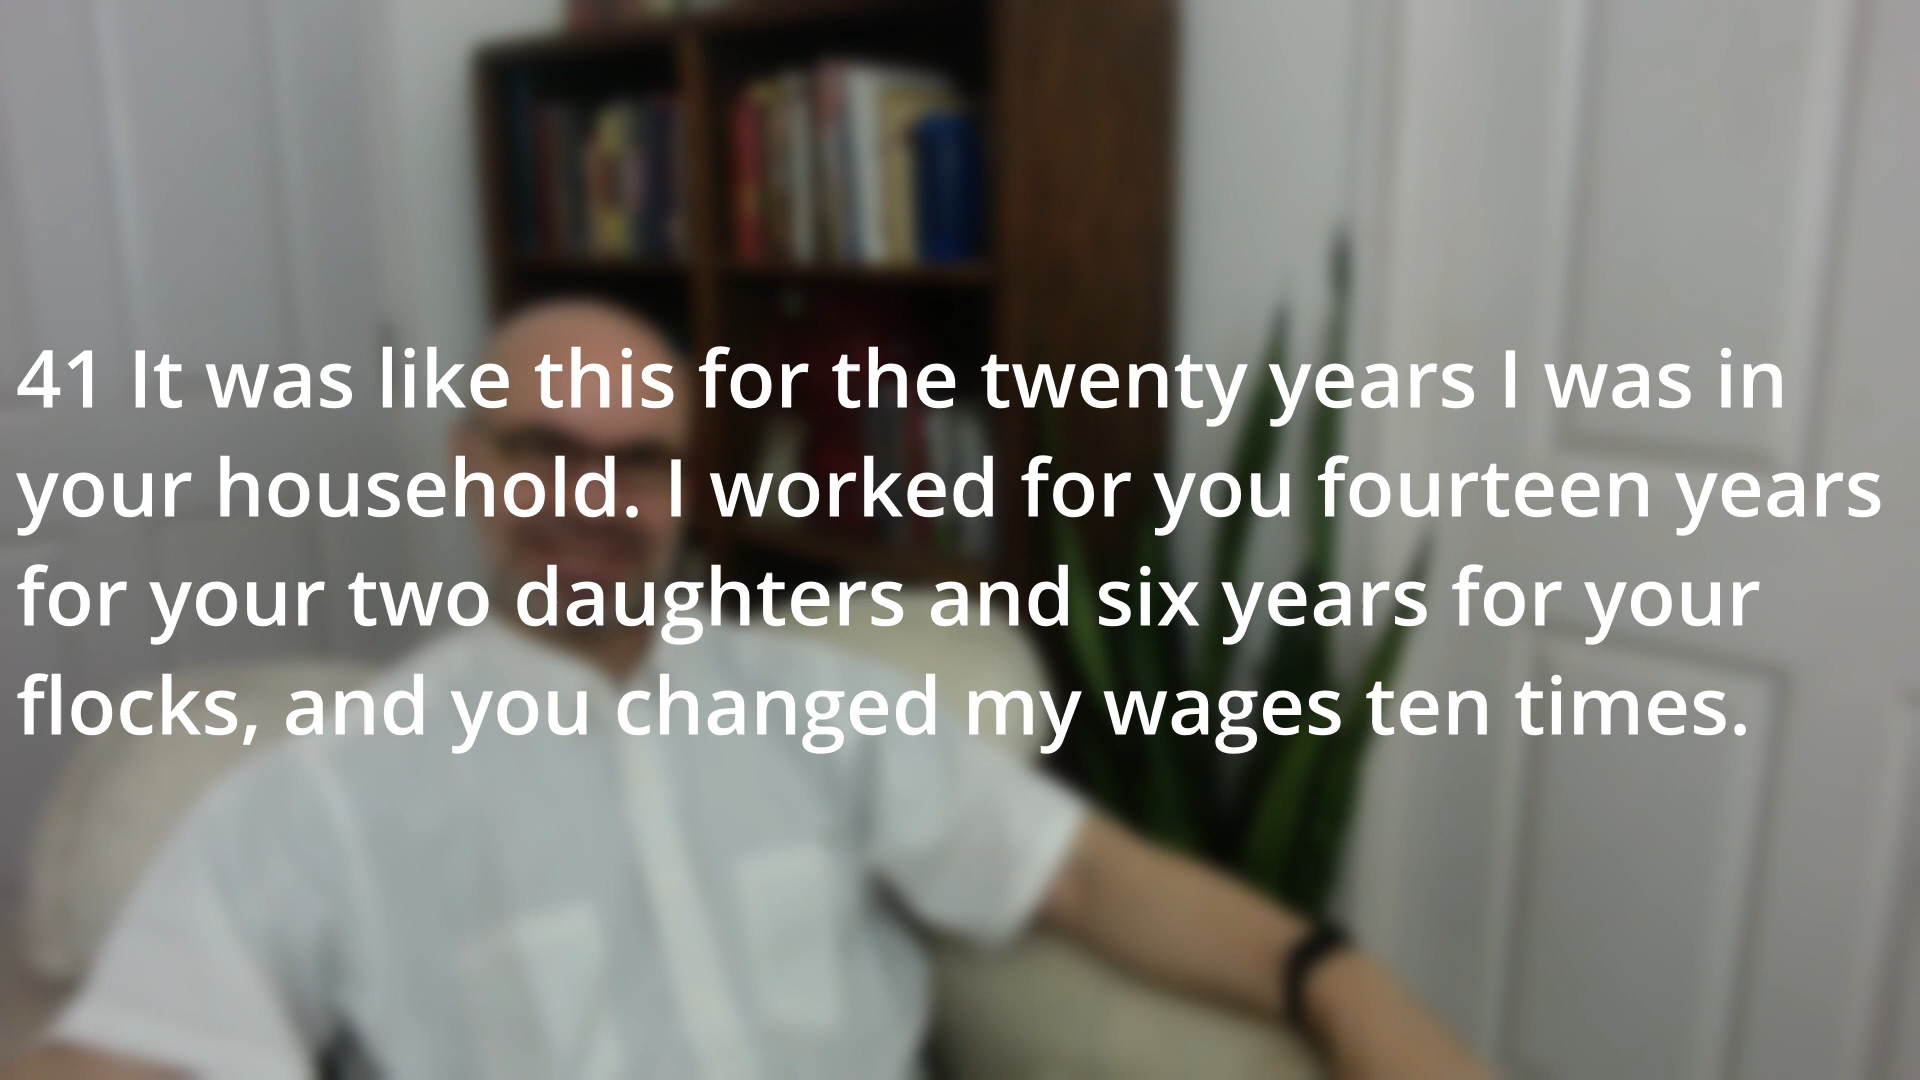 41 It was like this for the twenty years I was in
your household. I worked for you fourteen years
for your two daughters and six years for your
flocks, and you changed my wages ten times.